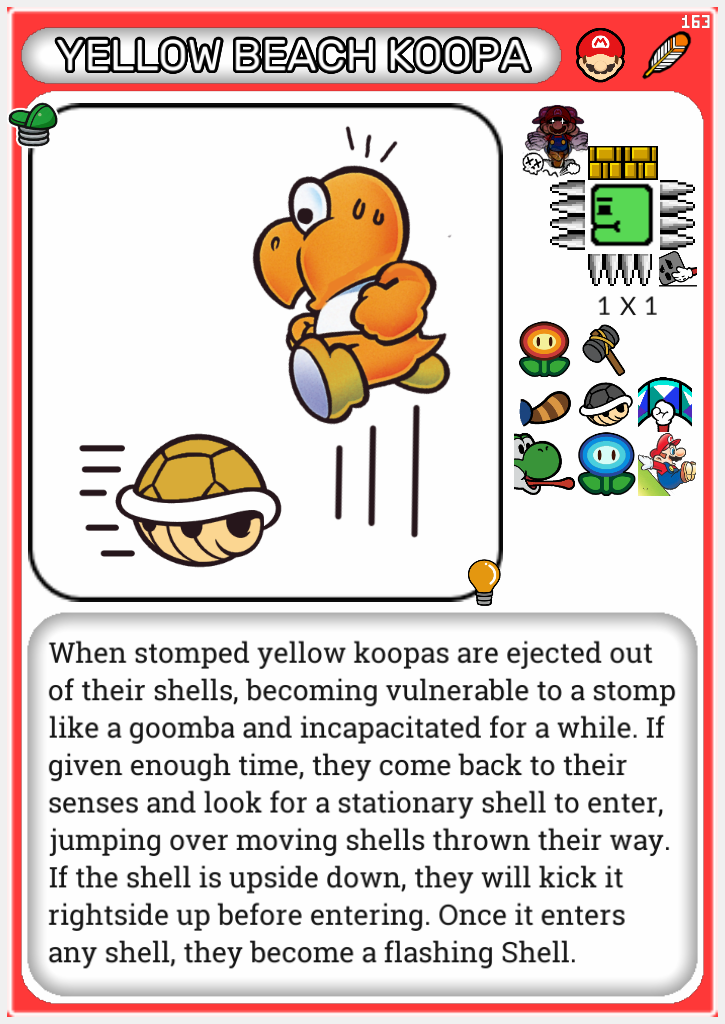 163
YELLOW BEACH KOOPA
1 X 1
When stomped yellow koopas are ejected out
of their shells, becoming vulnerable to a stomp
like a goomba and incapacitated for a while. If
given enough time, they come back to their
senses and look for a stationary shell to enter,
jumping over moving shells thrown their way.
If the shell is upside down, they will kick it
rightside up before entering. Once it enters
any shell, they become a flashing Shell.